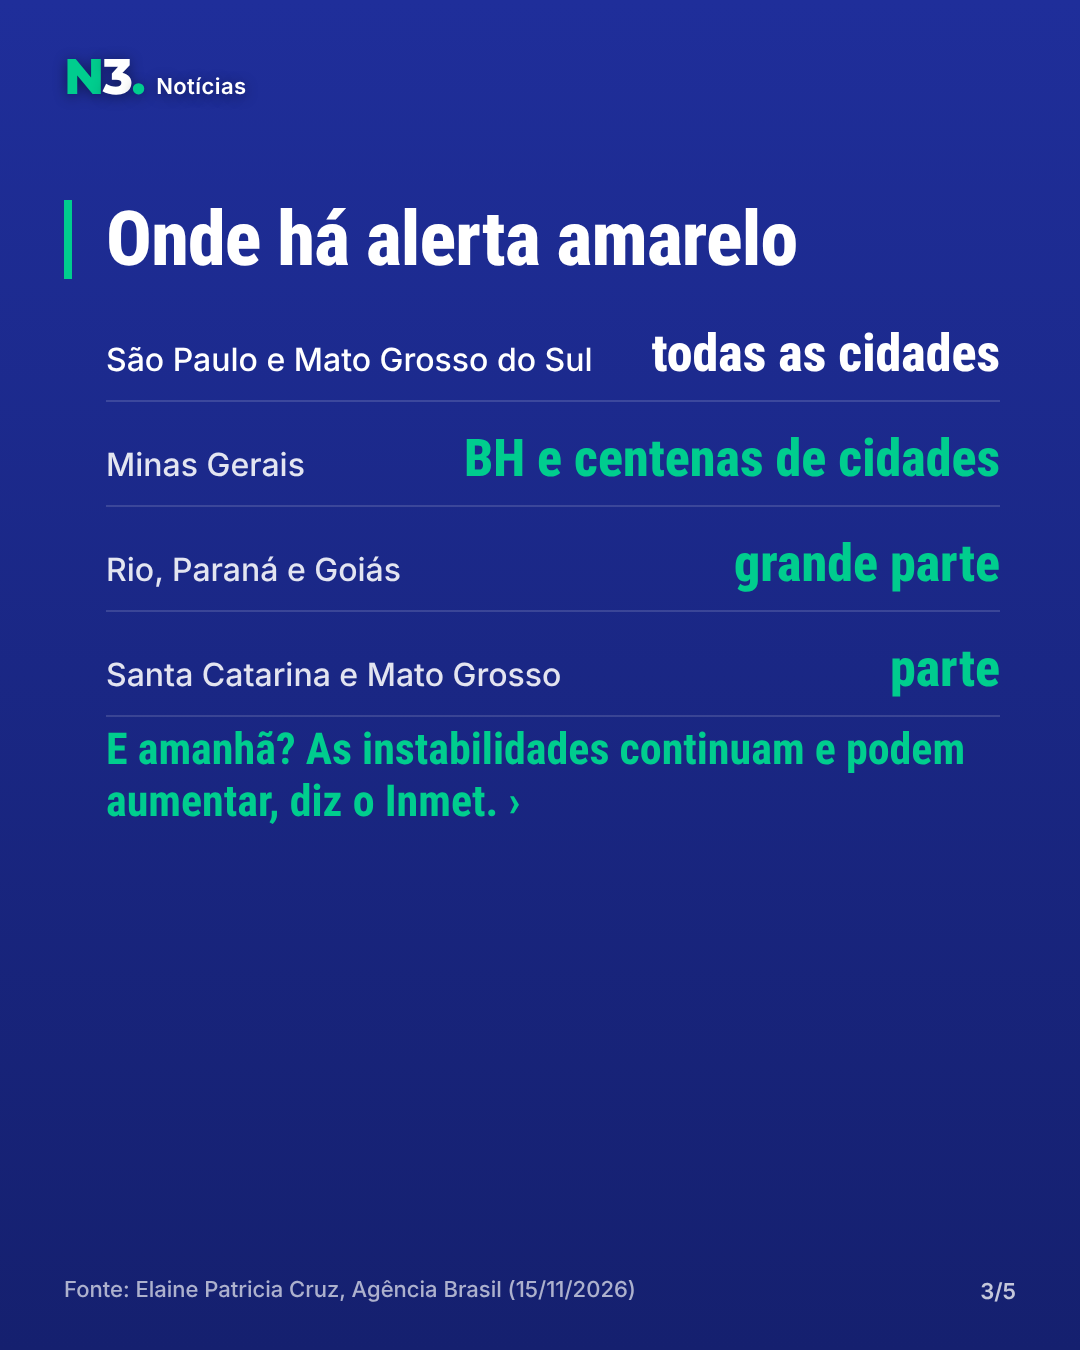 N3. Notícias
Onde há alerta amarelo
São Paulo e Mato Grosso do Sul todas as cidades
Minas Gerais BH e centenas de cidades
Rio, Paraná e Goiás grande parte
Santa Catarina e Mato Grosso parte
E amanhã? As instabilidades continuam e podem
aumentar, diz o Inmet. ›
Fonte: Elaine Patricia Cruz, Agência Brasil (15/11/2026) 3/5